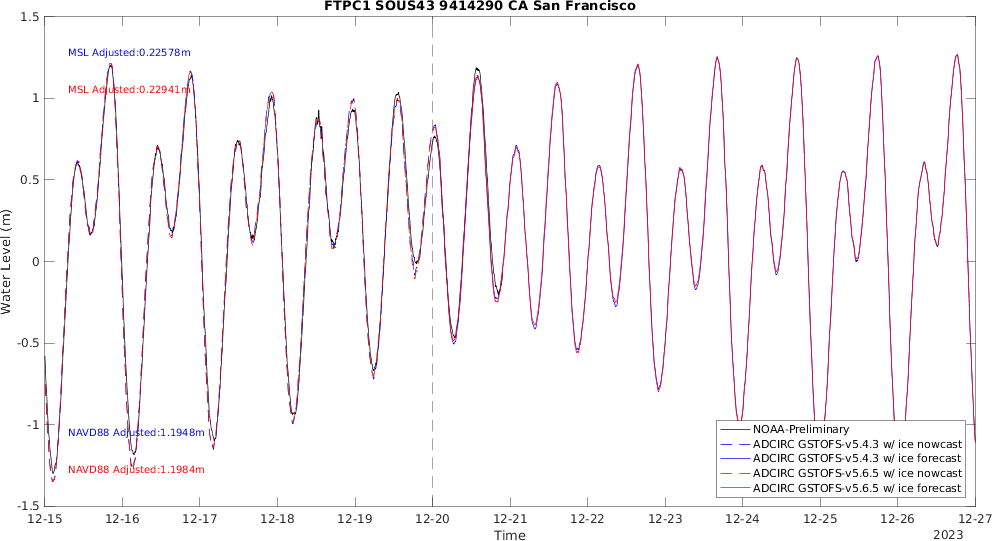 FTPC1 SOUS43 9414290 CA San Francisco
1.5
1
0.5
0
-0.5
-1
-1.5
Water Level (m)
MSL Adjusted:0.22578m
MSL Adjusted:0.22941m
NAVD88 Adjusted:1.1948m
NAVD88 Adjusted:1.1984m
NOAA-Preliminary
ADCIRC GSTOFS-v5.4.3 w/ ice nowcast
ADCIRC GSTOFS-v5.4.3 w/ ice forecast
ADCIRC GSTOFS-v5.6.5 w/ ice nowcast
ADCIRC GSTOFS-v5.6.5 w/ ice forecast
12-15 12-16 12-17 12-18 12-19 12-20 12-21 12-22 12-23 12-24 12-25 12-26 12-27
Time
2023